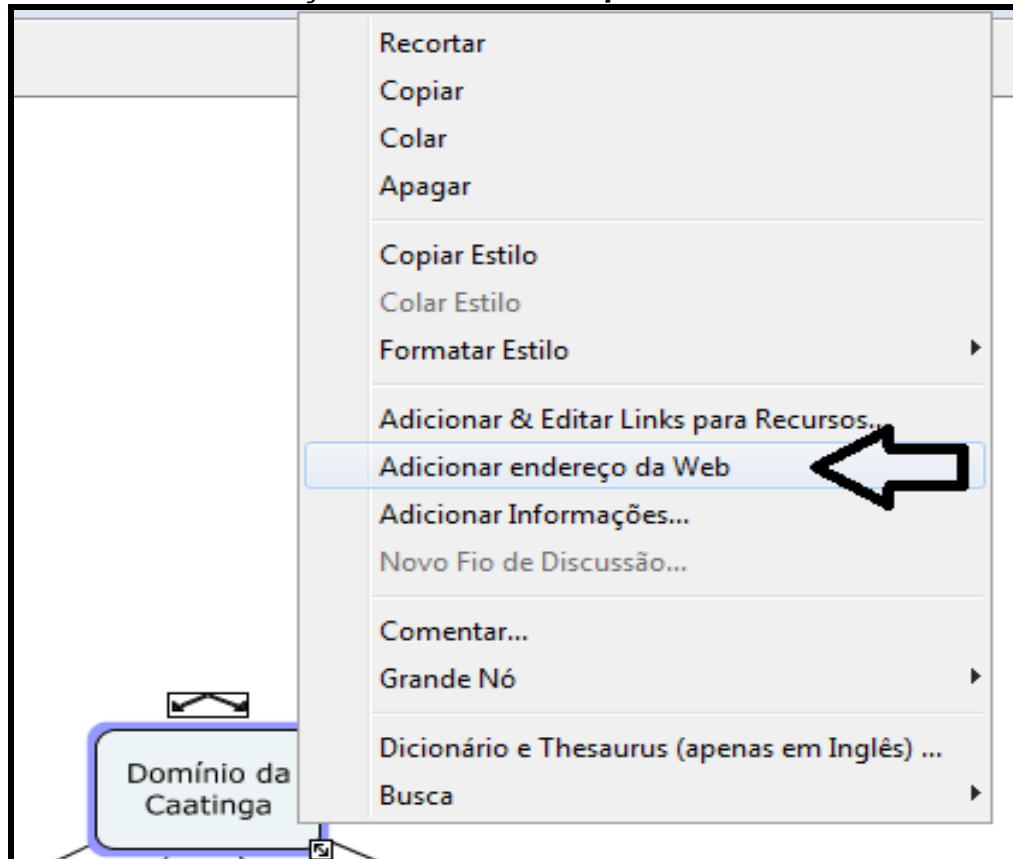 Recortar
Copiar
Colar
Apagar
Copiar Estilo
Colar Estilo
Formatar Estilo
Adicionar & Editar Links para Recursos...
Adicionar endereço da Web
Adicionar Informações...
Novo Fio de Discussão...
Comentar...
Grande Nó
Dicionário e Thesaurus (apenas em Inglês) ...
Busca
Domínio da
Caatinga